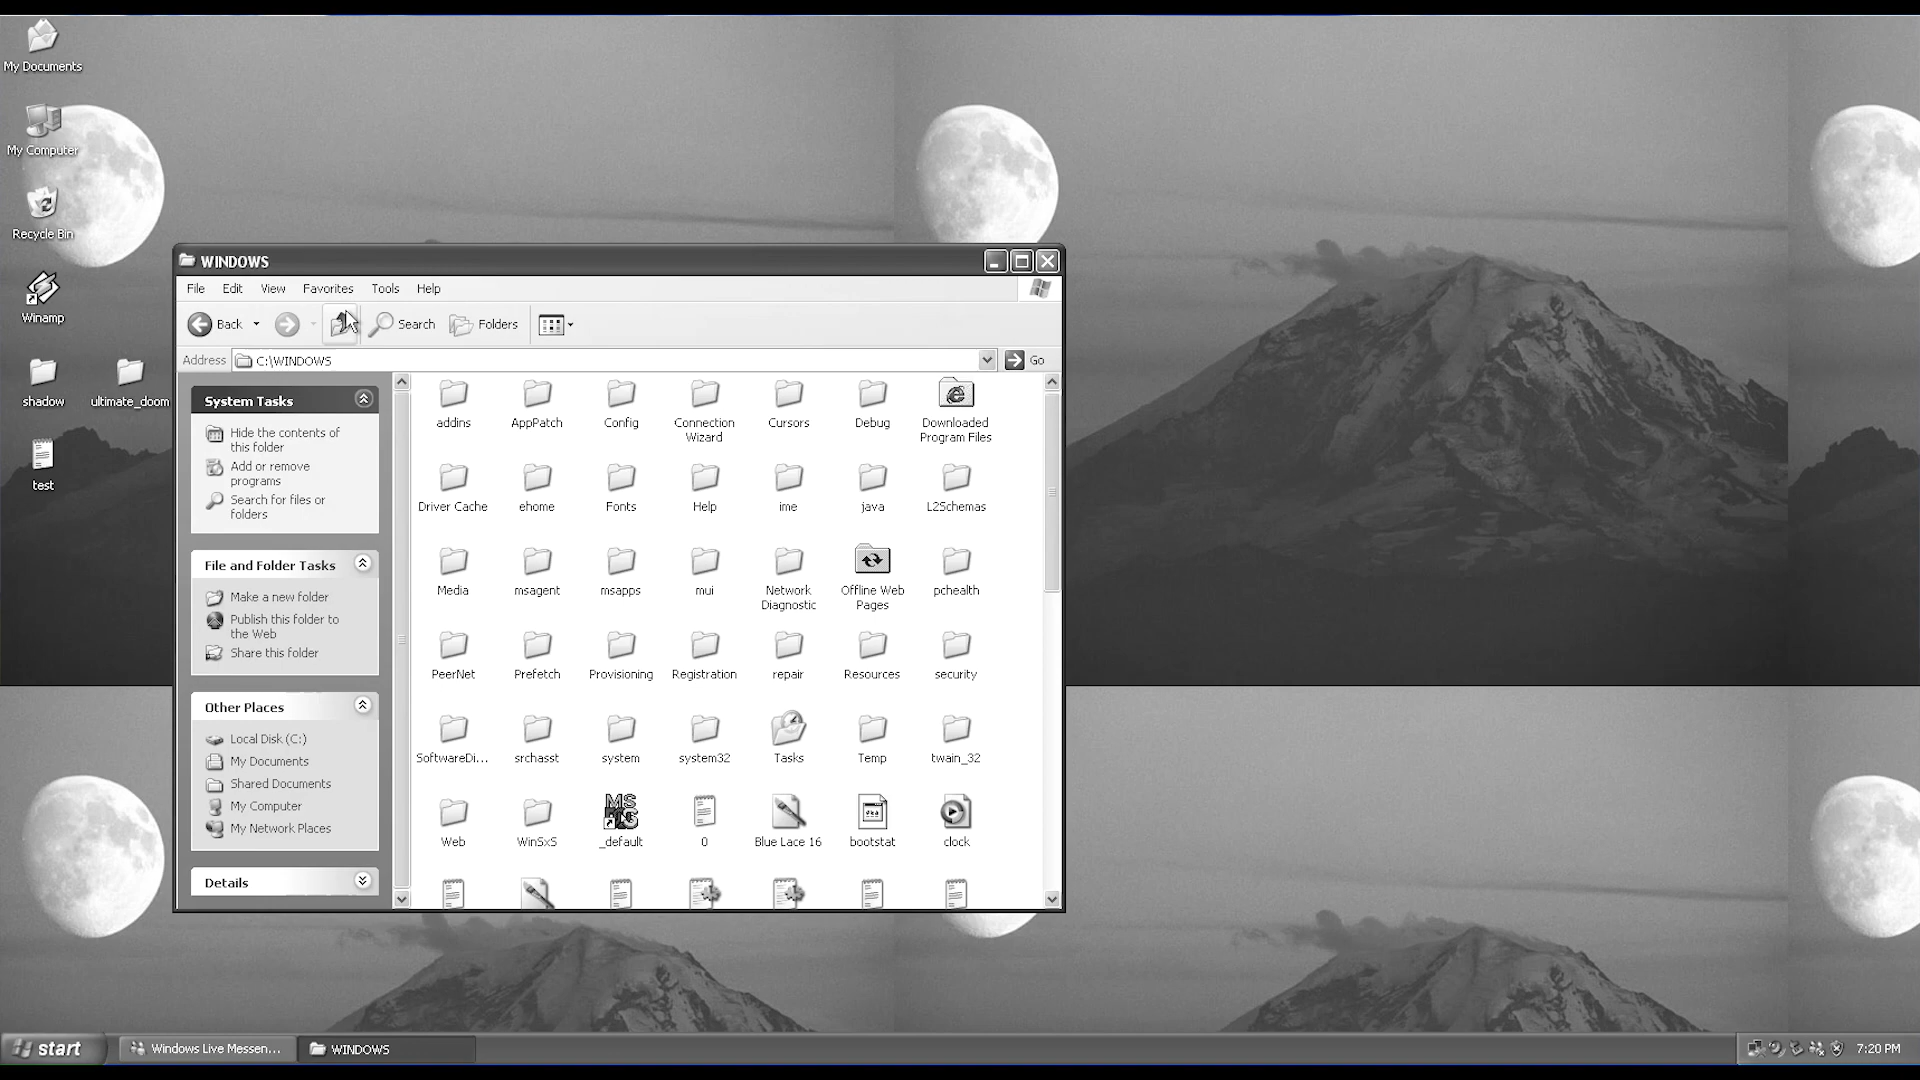 My Documents
My Computer
Recycle Bin
Winamp
shadow
ultimate_doom
test
WINDOWS
File Edit View Favorites Tools Help
Back Search Folders
Address C:\WINDOWS Go
System Tasks
Hide the contents of
this folder
Add or remove
programs
Search for files or
folders
File and Folder Tasks
Make a new folder
Publish this folder to
the Web
Share this folder
Other Places
Local Disk (C:)
My Documents
Shared Documents
My Computer
My Network Places
Details
addins AppPatch Config Connection Wizard Cursors Debug Downloaded Program Files
Driver Cache ehome Fonts Help ime java L2Schemas
Media msagent msapps mui Network Diagnostic Offline Web Pages pchealth
PeerNet Prefetch Provisioning Registration repair Resources security
SoftwareDi... srchasst system system32 Tasks Temp twain_32
Web WinSxS _default 0 Blue Lace 16 bootstat clock
start Windows Live Messen... WINDOWS 7:20 PM